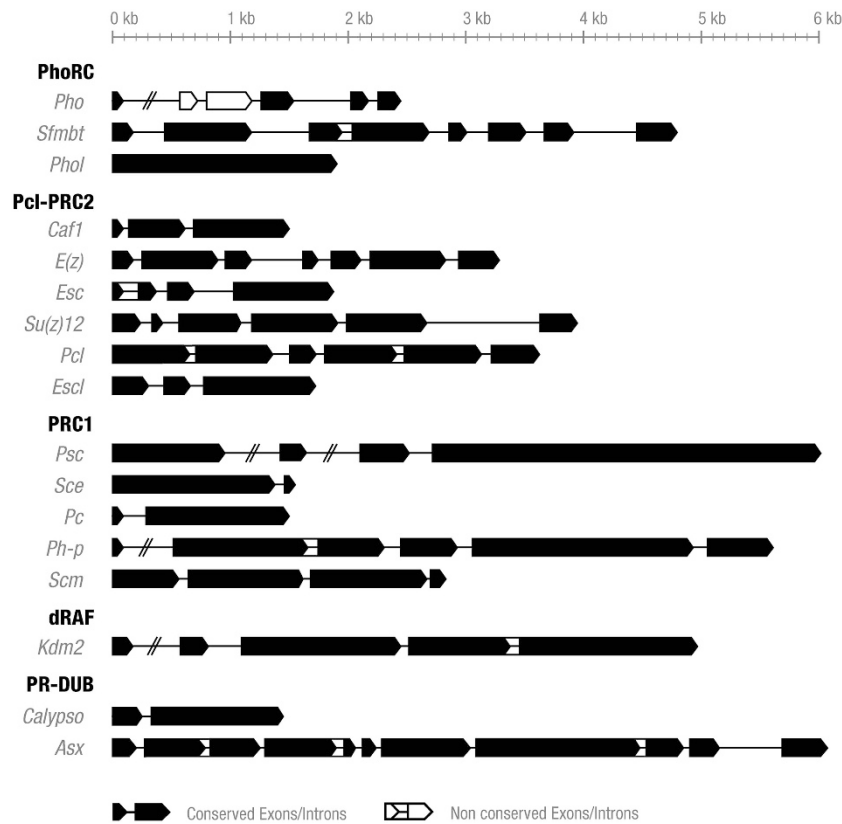 0 kb 1 kb 2 kb 3 kb 4 kb 5 kb 6 kb
PhoRC
Pho
Sfmbt
Phol
Pcl-PRC2
Caf1
E(z)
Esc
Su(z)12
Pcl
Escl
PRC1
Psc
Sce
Pc
Ph-p
Scm
dRAF
Kdm2
PR-DUB
Calypso
Asx
Conserved Exons/Introns Non conserved Exons/Introns